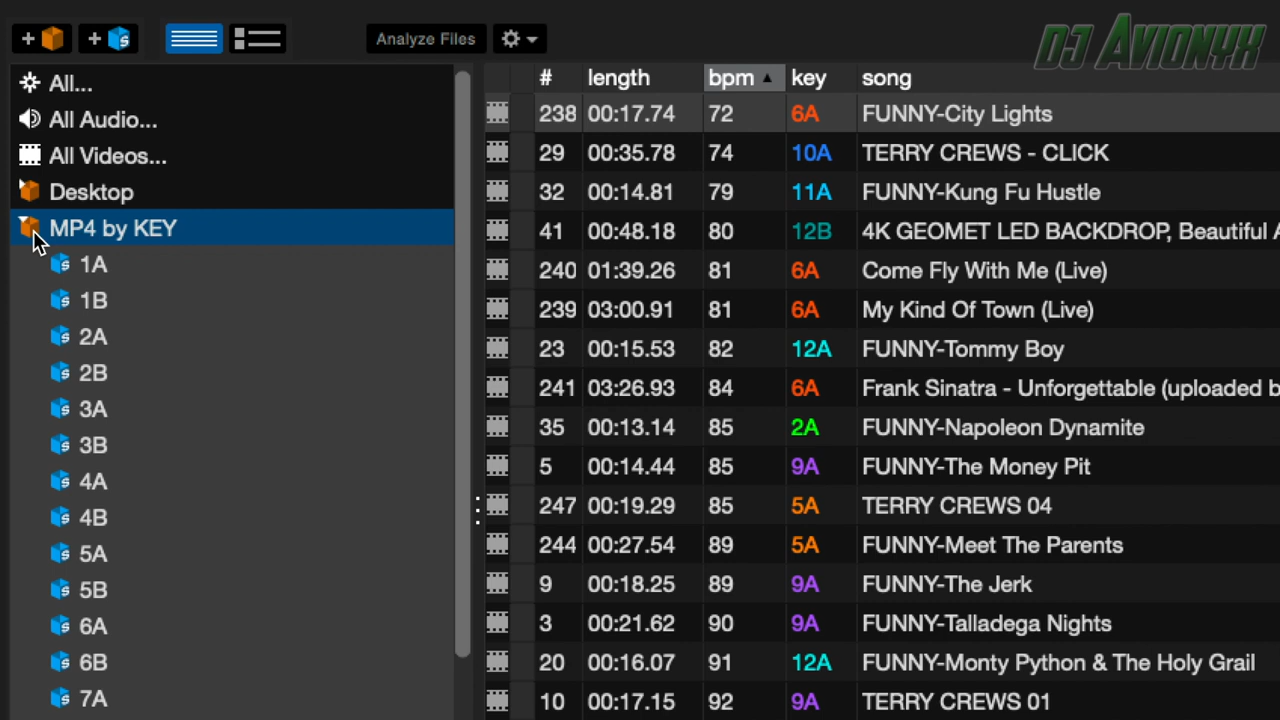 + + S Analyze Files
DJ AVIONYX
All...
All Audio...
All Videos...
Desktop
MP4 by KEY
1A
1B
2A
2B
3A
3B
4A
4B
5A
5B
6A
6B
7A
# length bpm key song
238 00:17.74 72 6A FUNNY-City Lights
29 00:35.78 74 10A TERRY CREWS - CLICK
32 00:14.81 79 11A FUNNY-Kung Fu Hustle
41 00:48.18 80 12B 4K GEOMET LED BACKDROP, Beautiful A
240 01:39.26 81 6A Come Fly With Me (Live)
239 03:00.91 81 6A My Kind Of Town (Live)
23 00:15.53 82 12A FUNNY-Tommy Boy
241 03:26.93 84 6A Frank Sinatra - Unforgettable (uploaded b
35 00:13.14 85 2A FUNNY-Napoleon Dynamite
5 00:14.44 85 9A FUNNY-The Money Pit
247 00:19.29 85 5A TERRY CREWS 04
244 00:27.54 89 5A FUNNY-Meet The Parents
9 00:18.25 89 9A FUNNY-The Jerk
3 00:21.62 90 9A FUNNY-Talladega Nights
20 00:16.07 91 12A FUNNY-Monty Python & The Holy Grail
10 00:17.15 92 9A TERRY CREWS 01